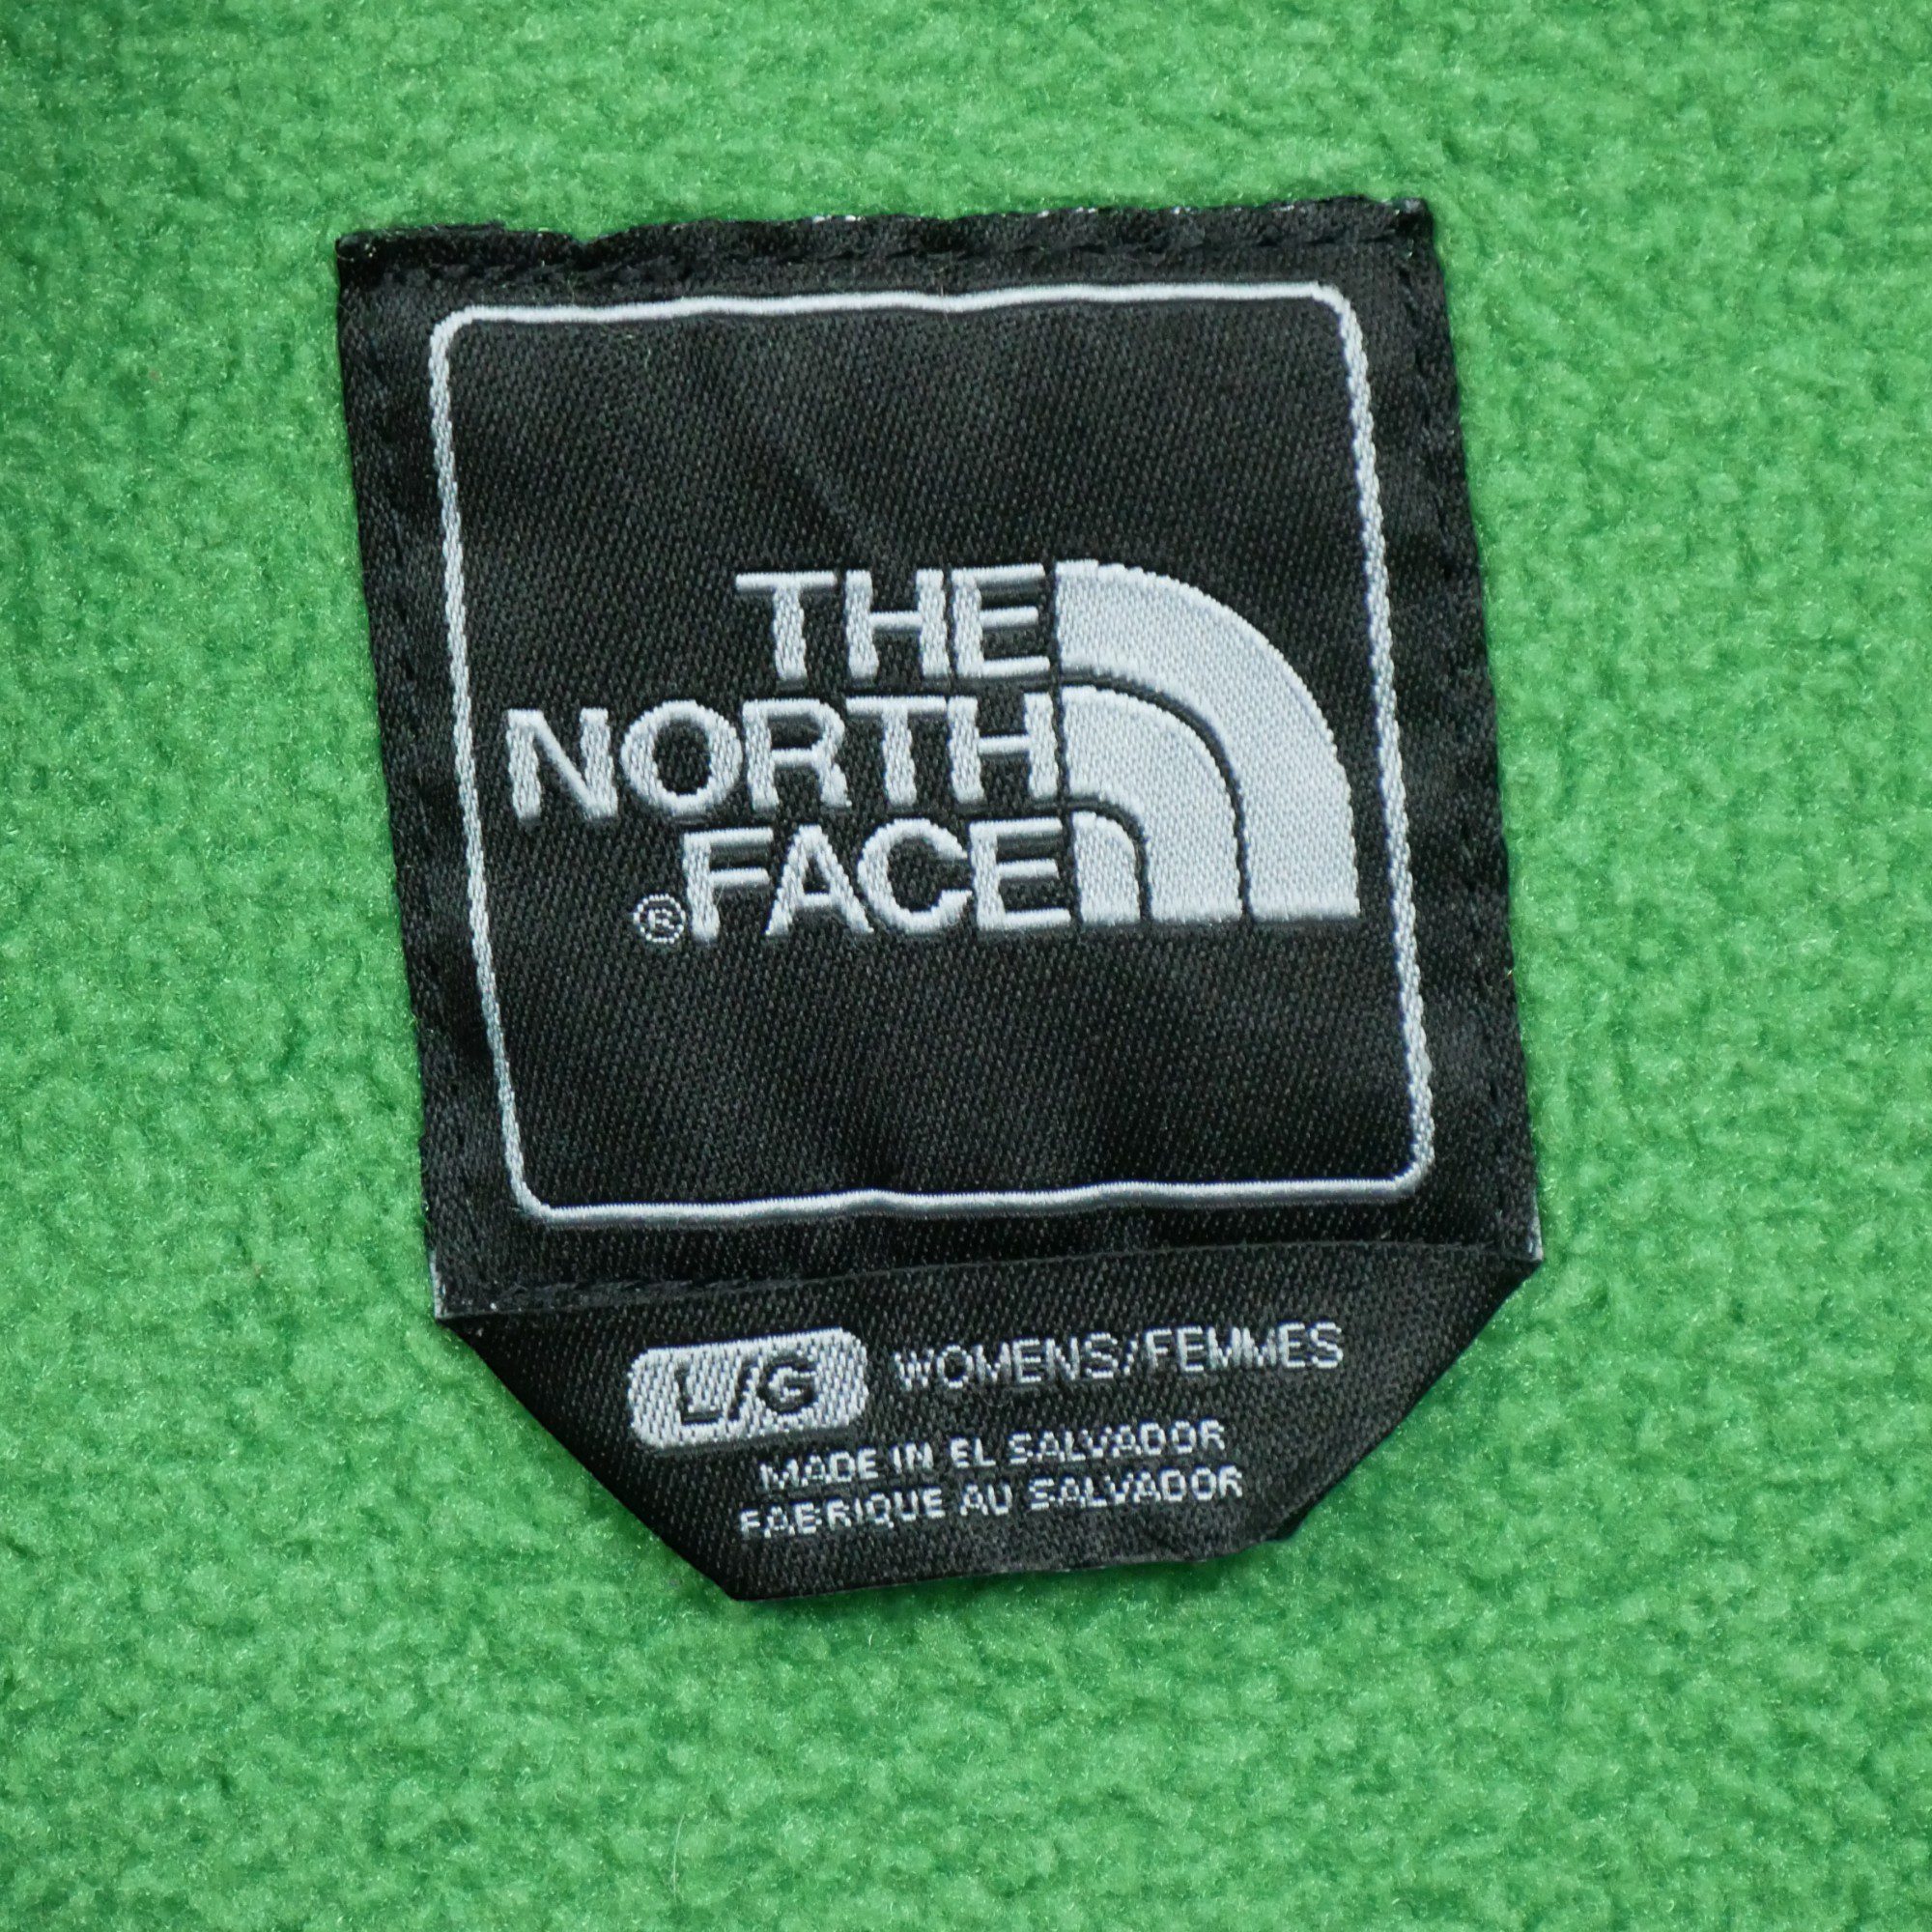 THE
NORTH
®FACE
L/G WOMENS/FEMMES
MADE IN EL SALVADOR
FABRIQUE AU SALVADOR